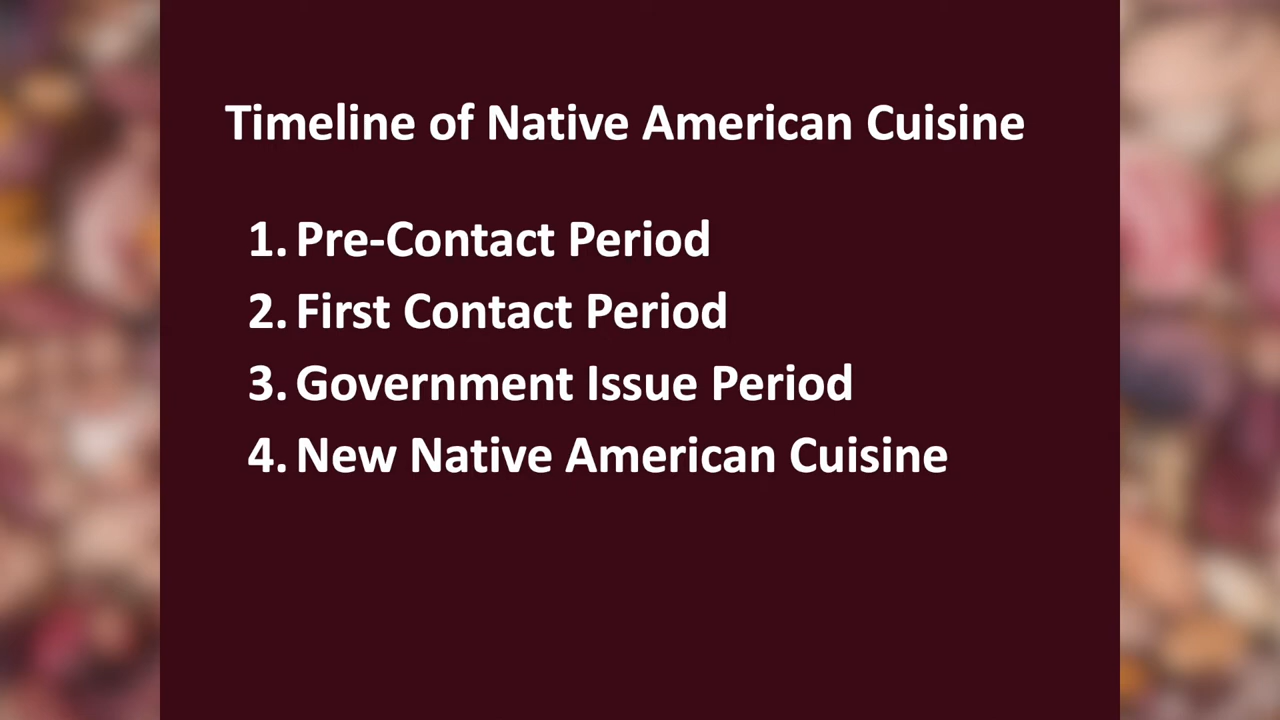 Timeline of Native American Cuisine
1. Pre-Contact Period
2. First Contact Period
3. Government Issue Period
4. New Native American Cuisine